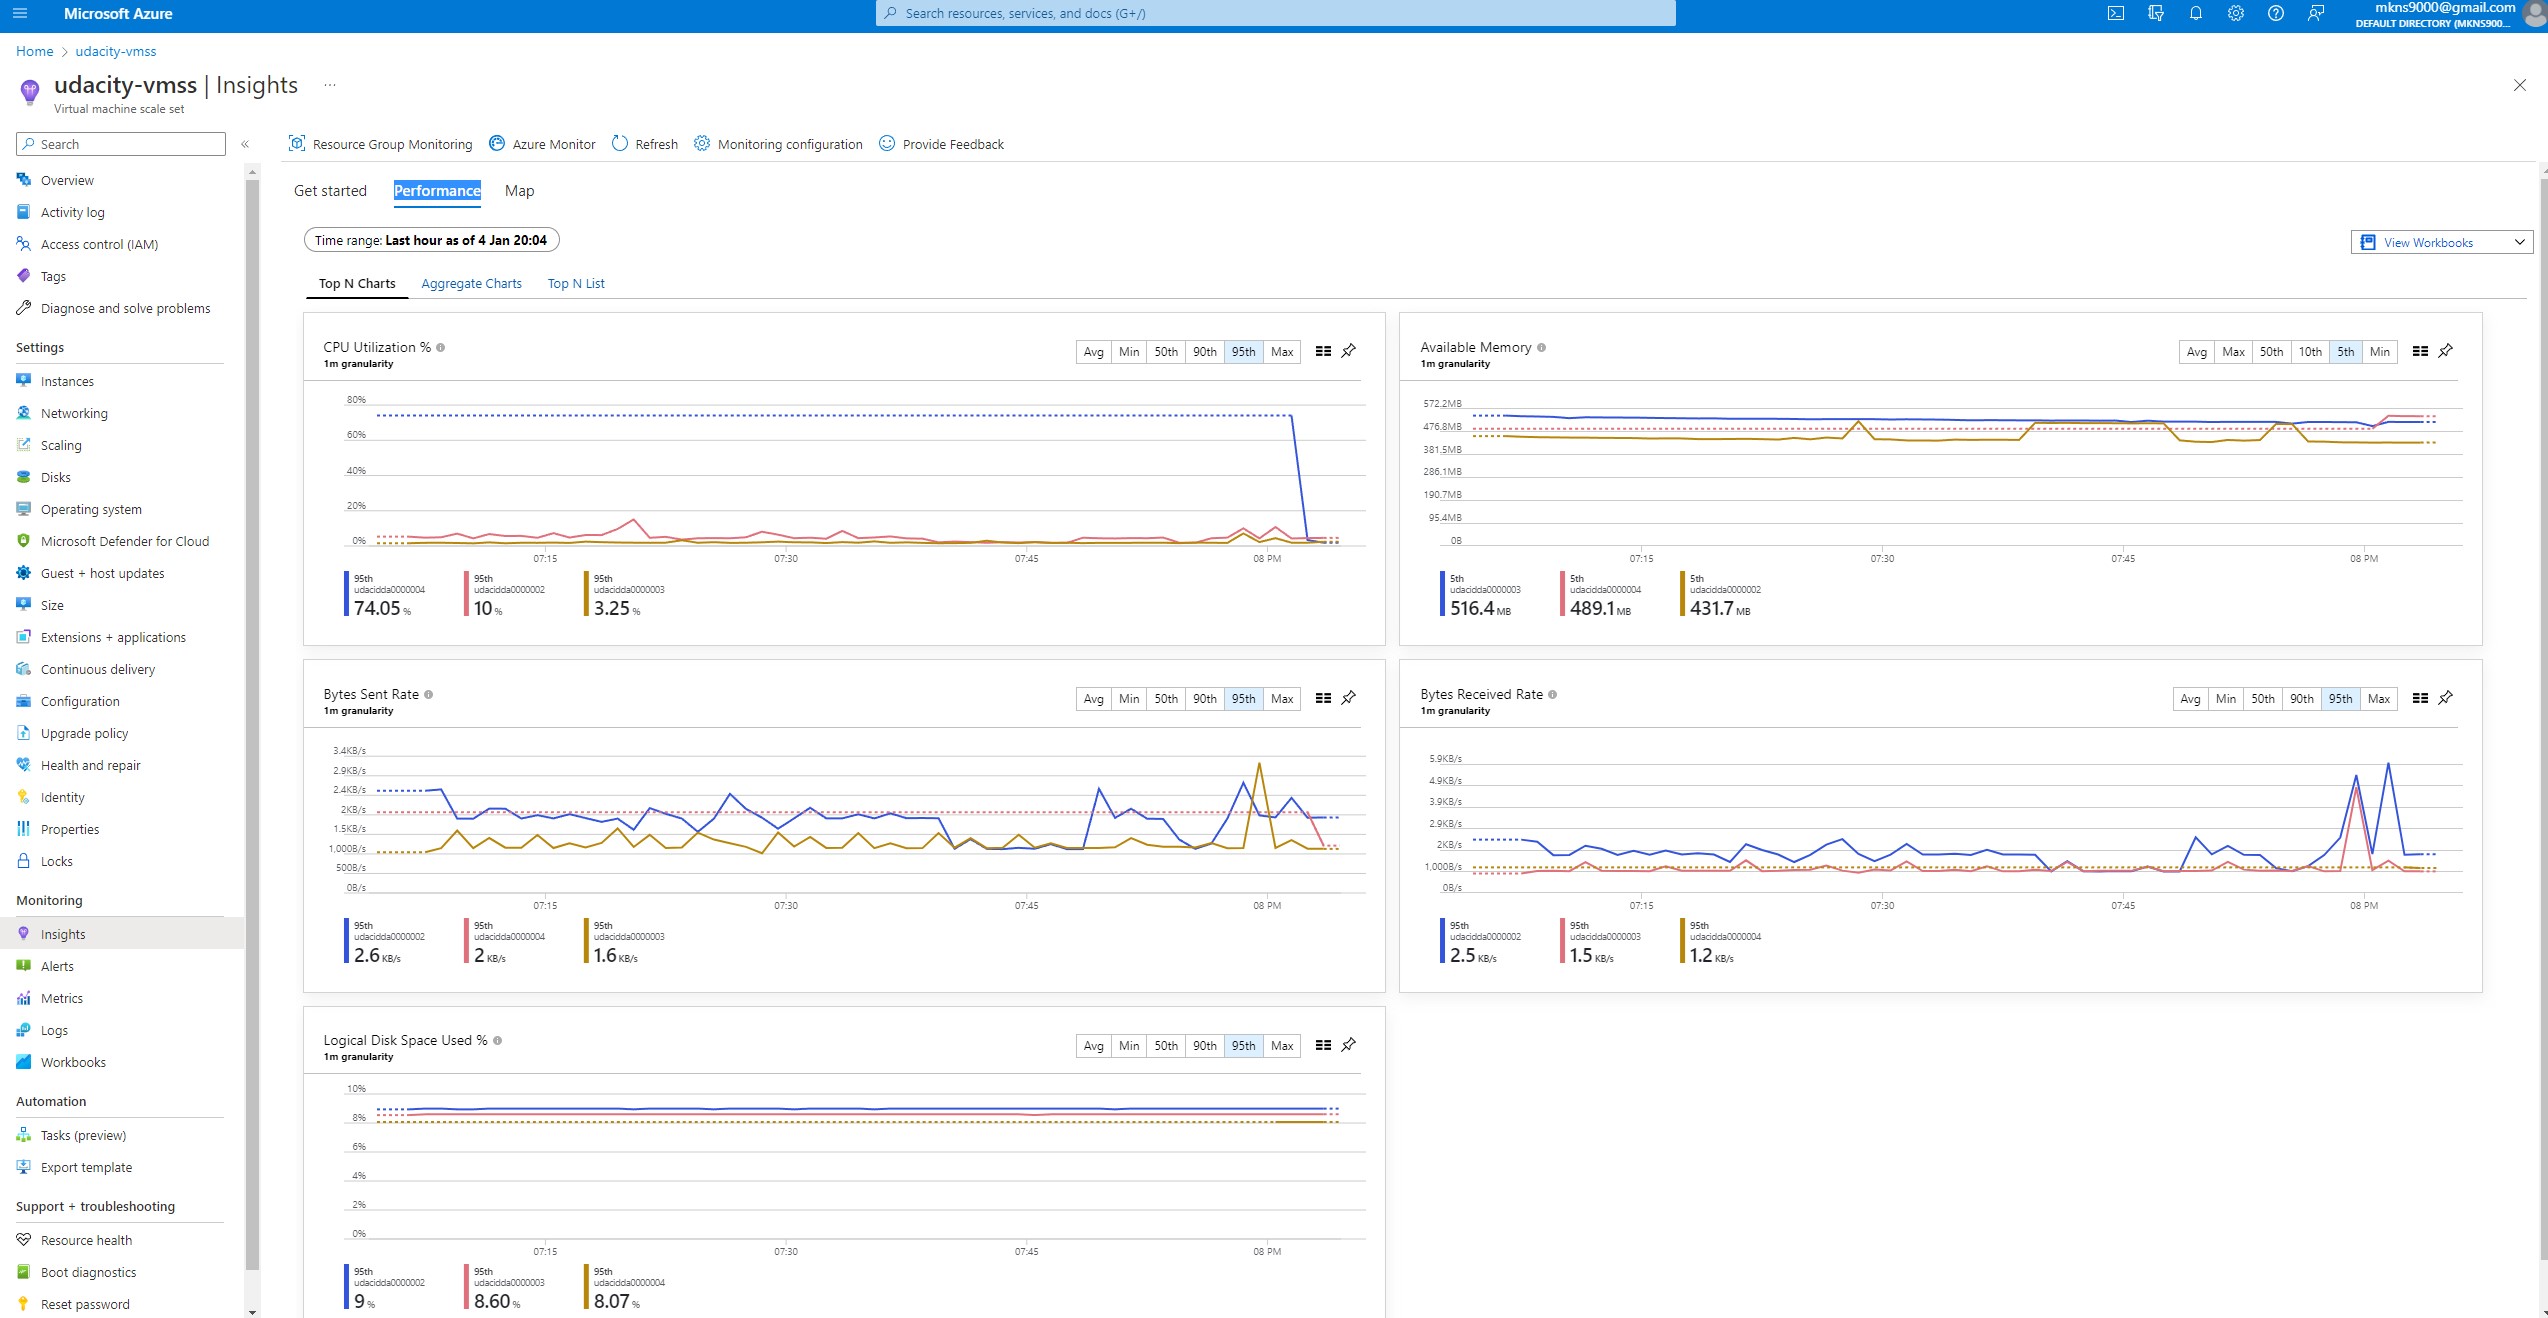 Microsoft Azure
Search resources, services, and docs (G+/)
mkns9000@gmail.com
DEFAULT DIRECTORY (MKNS900...
Home > udacity-vmss
udacity-vmss | Insights ...
Virtual machine scale set
Search
«
Overview
Activity log
Access control (IAM)
Tags
Diagnose and solve problems
Settings
Instances
Networking
Scaling
Disks
Operating system
Microsoft Defender for Cloud
Guest + host updates
Size
Extensions + applications
Continuous delivery
Configuration
Upgrade policy
Health and repair
Identity
Properties
Locks
Monitoring
Insights
Alerts
Metrics
Logs
Workbooks
Automation
Tasks (preview)
Export template
Support + troubleshooting
Resource health
Boot diagnostics
Reset password
Resource Group Monitoring Azure Monitor Refresh Monitoring configuration Provide Feedback
Get started Performance Map
Time range: Last hour as of 4 Jan 20:04
View Workbooks
Top N Charts Aggregate Charts Top N List
CPU Utilization %
1m granularity
Avg Min 50th 90th 95th Max
80%
60%
40%
20%
0%
07:15 07:30 07:45 08 PM
95th 95th 95th
udacidda0000004 udacidda0000002 udacidda0000003
74.05 % 10 % 3.25 %
Available Memory
1m granularity
Avg Max 50th 10th 5th Min
572.2MB
476.8MB
381.5MB
286.1MB
190.7MB
95.4MB
0B
07:15 07:30 07:45 08 PM
5th 5th 5th
udacidda0000003 udacidda0000004 udacidda0000002
516.4 MB 489.1 MB 431.7 MB
Bytes Sent Rate
1m granularity
Avg Min 50th 90th 95th Max
3.4KB/s
2.9KB/s
2.4KB/s
2KB/s
1.5KB/s
1,000B/s
500B/s
0B/s
07:15 07:30 07:45 08 PM
95th 95th 95th
udacidda0000002 udacidda0000004 udacidda0000003
2.6 KB/s 2 KB/s 1.6 KB/s
Bytes Received Rate
1m granularity
Avg Min 50th 90th 95th Max
5.9KB/s
4.9KB/s
3.9KB/s
2.9KB/s
2KB/s
1,000B/s
0B/s
07:15 07:30 07:45 08 PM
95th 95th 95th
udacidda0000002 udacidda0000003 udacidda0000004
2.5 KB/s 1.5 KB/s 1.2 KB/s
Logical Disk Space Used %
1m granularity
Avg Min 50th 90th 95th Max
10%
8%
6%
4%
2%
0%
07:15 07:30 07:45 08 PM
95th 95th 95th
udacidda0000002 udacidda0000003 udacidda0000004
9 % 8.60 % 8.07 %